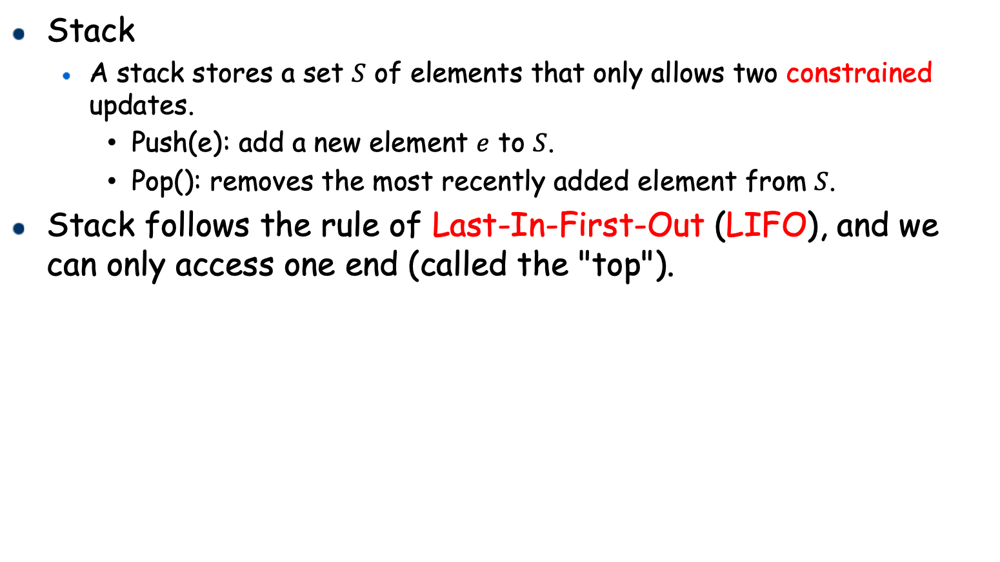 • Stack
• A stack stores a set S of elements that only allows two constrained
updates.
• Push(e): add a new element e to S.
• Pop(): removes the most recently added element from S.
• Stack follows the rule of Last-In-First-Out (LIFO), and we
can only access one end (called the "top").